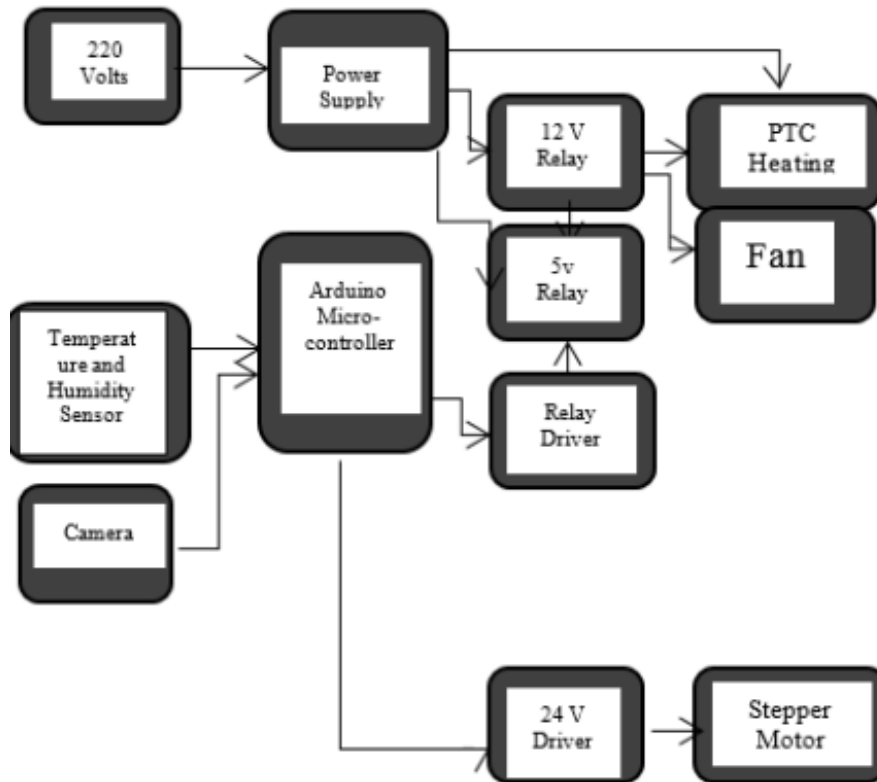 220
Volts
Power
Supply
12 V
Relay
PTC
Heating
Fan
5v
Relay
Arduino
Micro-
controller
Temperat
ure and
Humidity
Sensor
Relay
Driver
Camera
24 V
Driver
Stepper
Motor